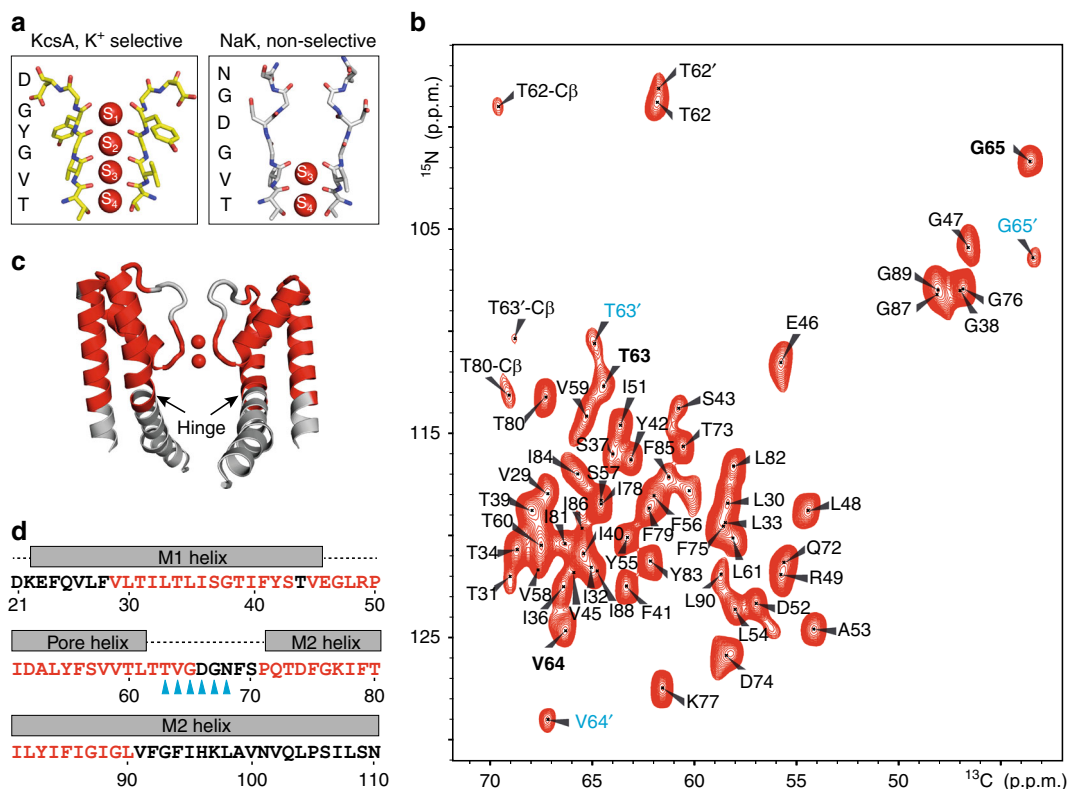 a
KcsA, K+ selective
NaK, non-selective
D
G
Y
G
V
T
S1
S2
S3
S4
N
G
D
G
V
T
S3
S4
b
15N (p.p.m.)
105
115
125
70
65
60
55
50
13C (p.p.m.)
T62-Cβ
T62′
T62
G65
G47
G65′
G89
G87
G76
G38
T63′-Cβ
T63′
E46
T80-Cβ
T63
V59
I51
T80
S43
Y42
T73
S37
F85
I84
S57
L82
V29
I78
T39
I86
L30
L48
T60
I81
I40
F79
F56
L33
F75
Q72
T34
Y55
L61
Y83
R49
T31
V58
I32
L90
I36
V45
I88
F41
D52
L54
A53
V64
D74
K77
V64′
c
Hinge
d
M1 helix
DKEFQVLFVLTILTLISGTIFYSTVEGLRP
21 30 40 50
Pore helix
M2 helix
IDALYFSVVTLTTVGDGNFSPQTDFGKIFT
60 70 80
M2 helix
ILYIFIGIGLVFGFIHKLAVNVQLPSILSN
90 100 110